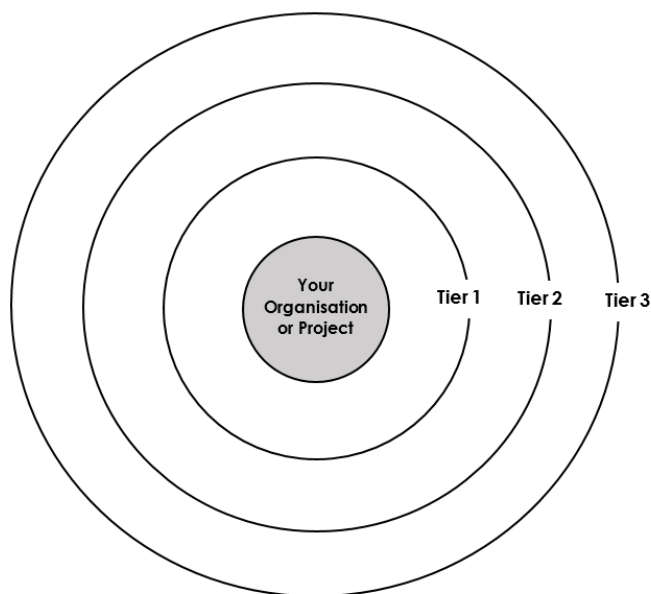 Your
Organisation
or Project
Tier 1
Tier 2
Tier 3